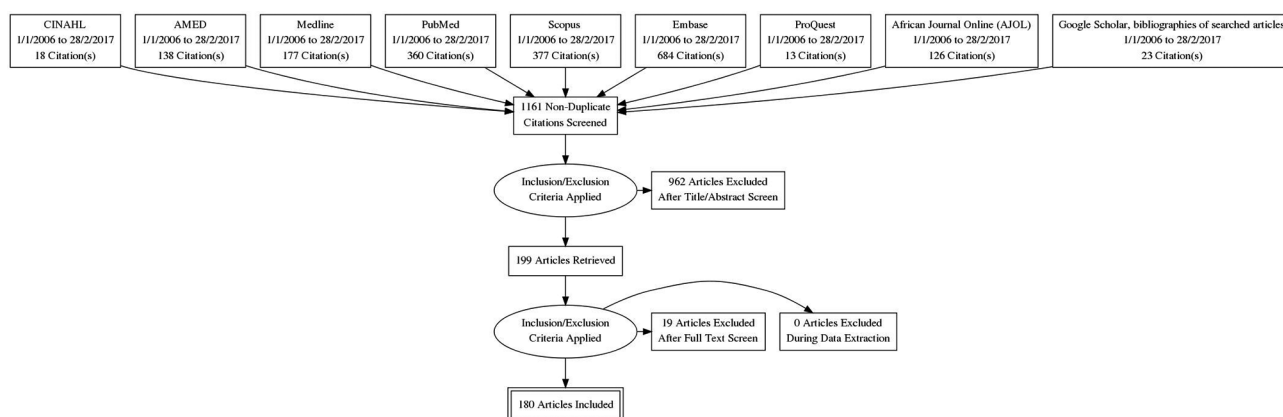 CINAHL
1/1/2006 to 28/2/2017
18 Citation(s)
AMED
1/1/2006 to 28/2/2017
138 Citation(s)
Medline
1/1/2006 to 28/2/2017
177 Citation(s)
PubMed
1/1/2006 to 28/2/2017
360 Citation(s)
Scopus
1/1/2006 to 28/2/2017
377 Citation(s)
Embase
1/1/2006 to 28/2/2017
684 Citation(s)
ProQuest
1/1/2006 to 28/2/2017
13 Citation(s)
African Journal Online (AJOL)
1/1/2006 to 28/2/2017
126 Citation(s)
Google Scholar, bibliographies of searched articles
1/1/2006 to 28/2/2017
23 Citation(s)
1161 Non-Duplicate
Citations Screened
Inclusion/Exclusion
Criteria Applied
962 Articles Excluded
After Title/Abstract Screen
199 Articles Retrieved
Inclusion/Exclusion
Criteria Applied
19 Articles Excluded
After Full Text Screen
0 Articles Excluded
During Data Extraction
180 Articles Included